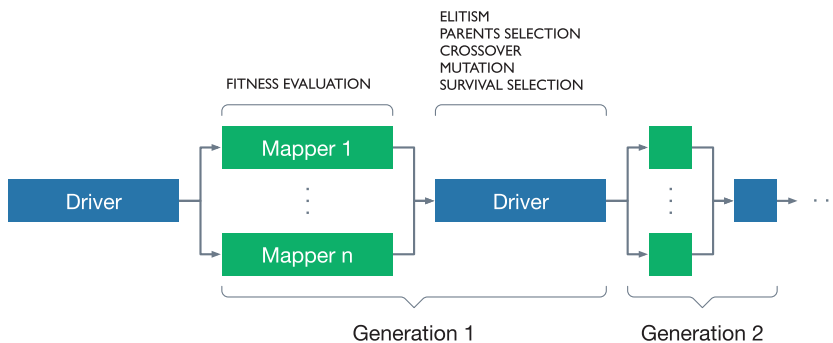 ELITISM
PARENTS SELECTION
CROSSOVER
MUTATION
SURVIVAL SELECTION
FITNESS EVALUATION
Mapper 1
Driver
Driver
Mapper n
Generation 1
Generation 2